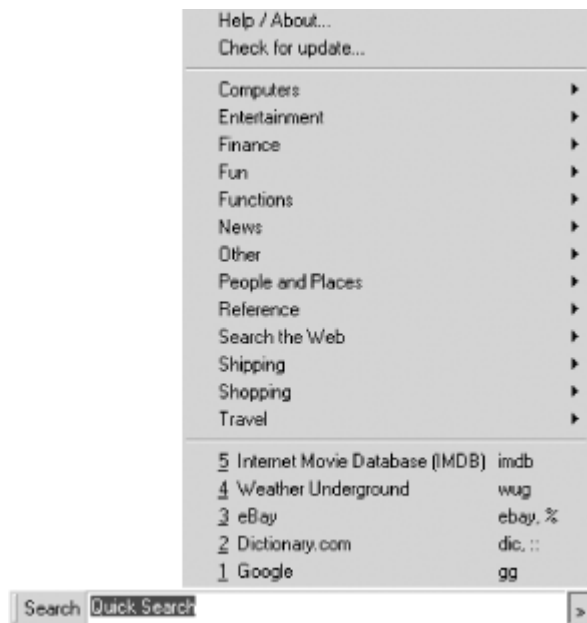 Help / About...
Check for update...
Computers
Entertainment
Finance
Fun
Functions
News
Other
People and Places
Reference
Search the Web
Shipping
Shopping
Travel
5 Internet Movie Database (IMDB) imdb
4 Weather Underground wug
3 eBay ebay, %
2 Dictionary.com dic, ::
1 Google gg
Search Quick Search »